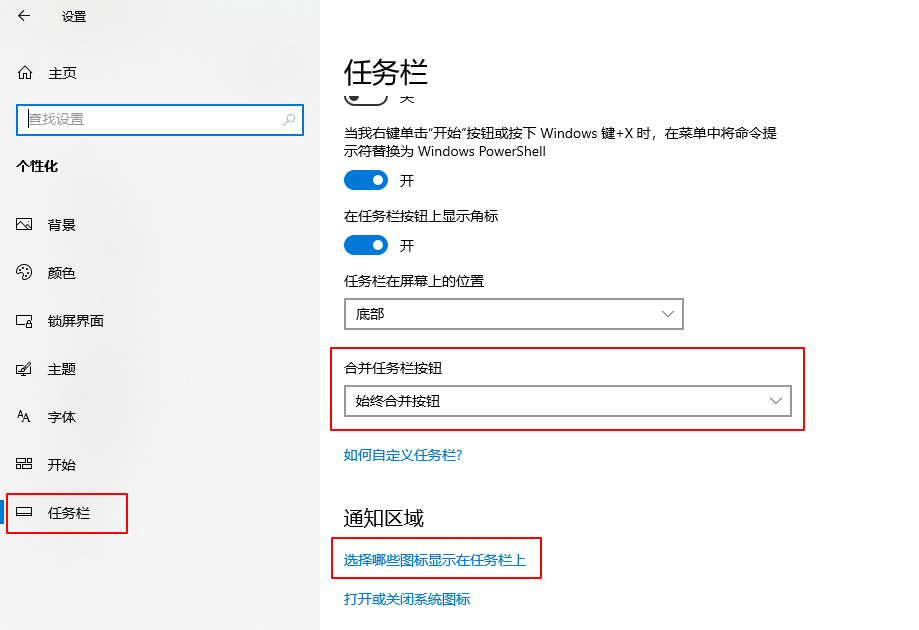 设置
主页
查找设置
个性化
背景
颜色
锁屏界面
主题
字体
开始
任务栏
任务栏
当我右键单击“开始”按钮或按下 Windows 键+X 时，在菜单中将命令提
示符替换为 Windows PowerShell
开
在任务栏按钮上显示角标
开
任务栏在屏幕上的位置
底部
合并任务栏按钮
始终合并按钮
如何自定义任务栏?
通知区域
选择哪些图标显示在任务栏上
打开或关闭系统图标